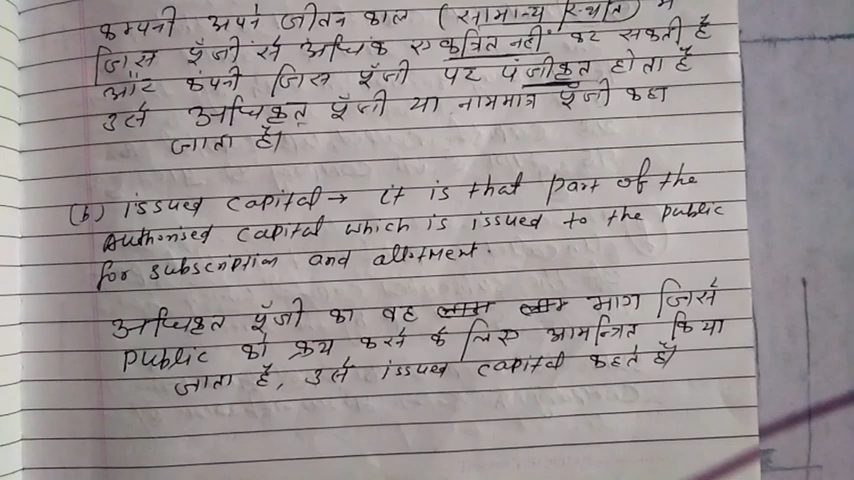 कम्पनी अपने जीवन काल (सामान्य स्थिति) में
जिस पूँजी से अधिक एकत्रित नहीं कर सकती है
और कंपनी जिस पूँजी पर पंजीकृत होता है
उसे अधिकृत पूँजी या नाममात्र पूँजी कहा
जाता है।
(b) issued capital → it is that part of the
Authorised capital which is issued to the public
for subscription and allotment.
अधिकृत पूँजी का वह भाग जिसे
public को क्रय करने के लिए आमन्त्रित किया
जाता है, उसे issued capital कहते है।